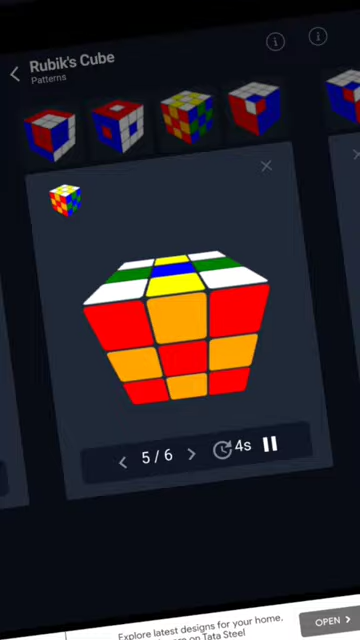 Rubik's Cube
Patterns
5 / 6
4s
Explore latest designs for your home,
on Tata Steel
OPEN